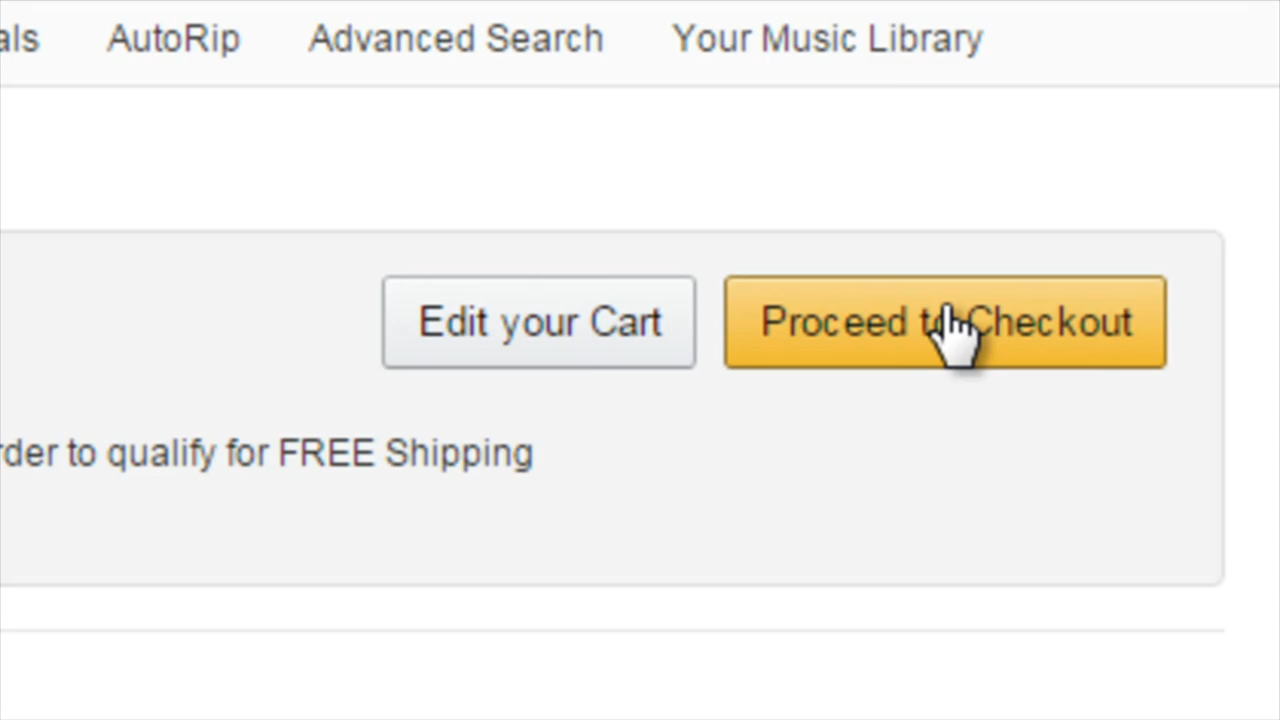 als AutoRip Advanced Search Your Music Library
Edit your Cart Proceed to Checkout
rder to qualify for FREE Shipping